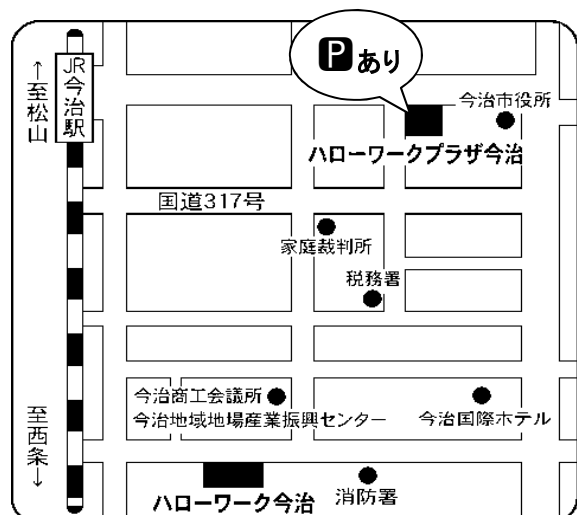 Pあり
↑至松山
JR今治駅
今治市役所
ハローワークプラザ今治
国道317号
家庭裁判所
税務署
今治商工会議所
今治地域地場産業振興センター
今治国際ホテル
至西条↓
ハローワーク今治
消防署